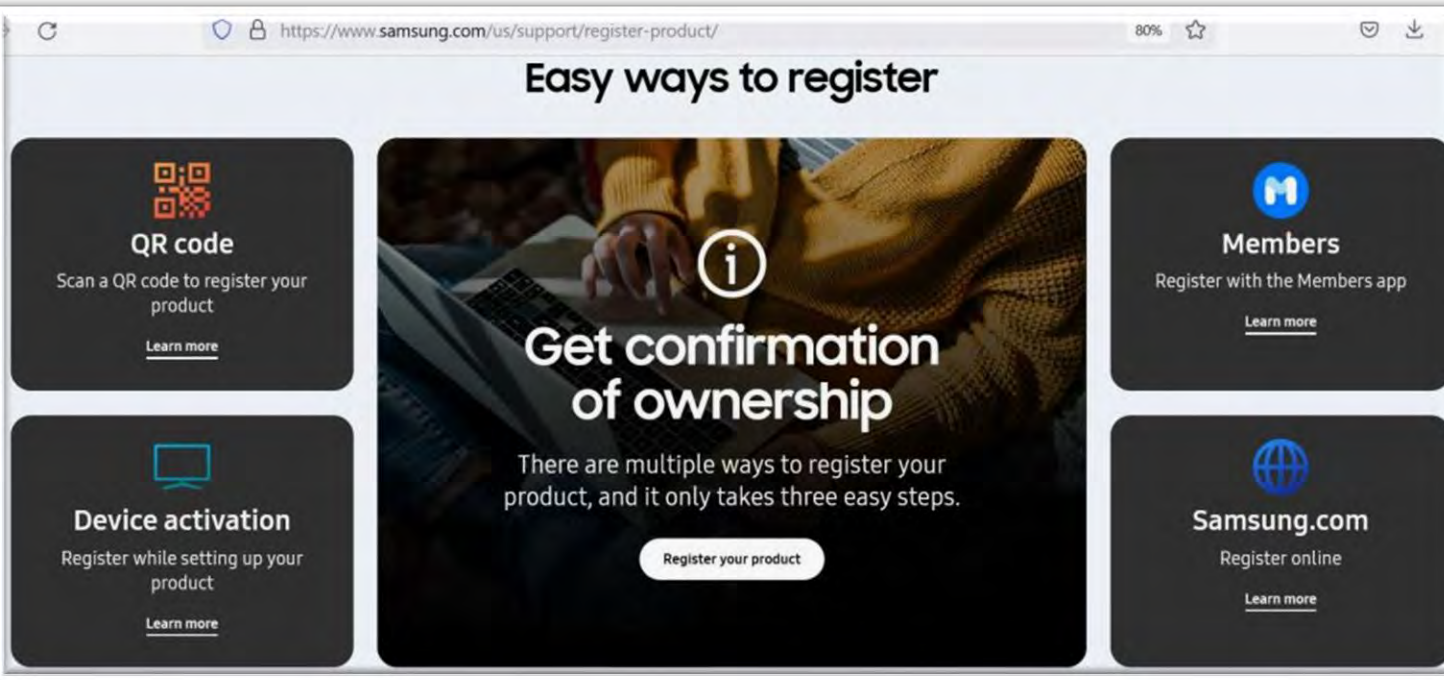 https://www.samsung.com/us/support/register-product/
80%
Easy ways to register
QR code
Scan a QR code to register your
product
Learn more
Device activation
Register while setting up your
product
Learn more
Get confirmation
of ownership
There are multiple ways to register your
product, and it only takes three easy steps.
Register your product
Members
Register with the Members app
Learn more
Samsung.com
Register online
Learn more